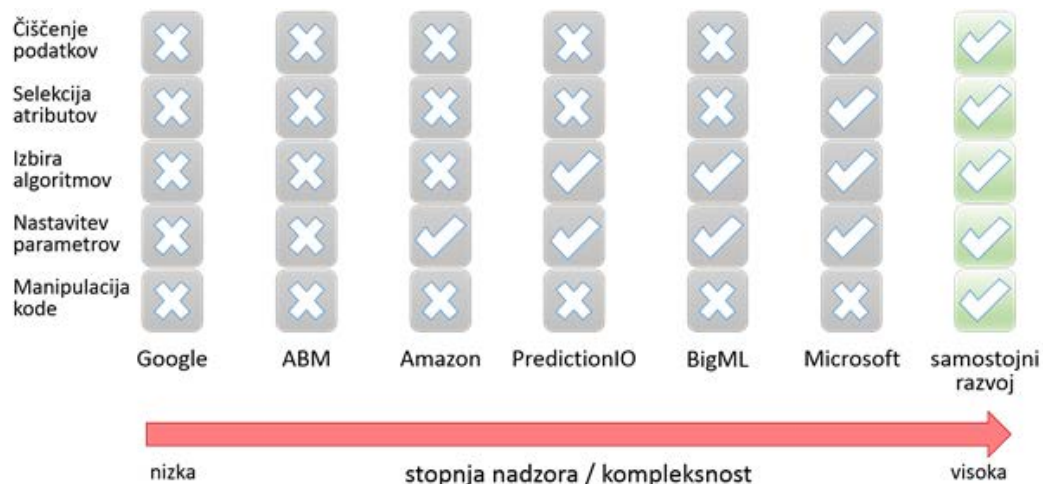 Čiščenje
podatkov
Selekcija
atributov
Izbira
algoritmov
Nastavitev
parametrov
Manipulacija
kode
Google
ABM
Amazon
PredictionIO
BigML
Microsoft
samostojni
razvoj
nizka
stopnja nadzora / kompleksnost
visoka